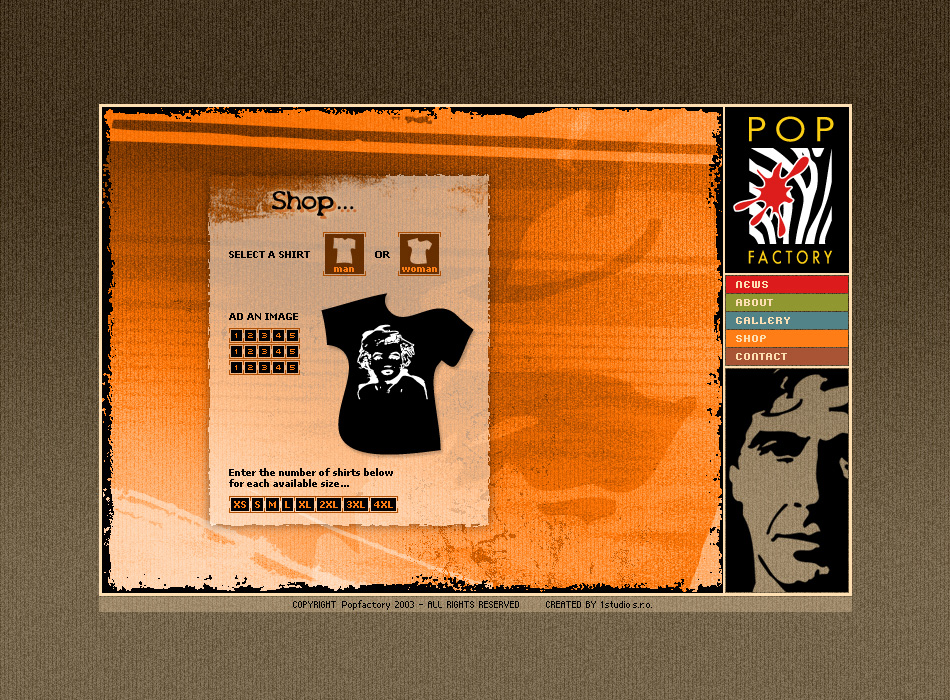 Shop...
SELECT A SHIRT
man
OR
woman
AD AN IMAGE
1 2 3 4 5
1 2 3 4 5
1 2 3 4 5
Enter the number of shirts below
for each available size...
XS S M L XL 2XL 3XL 4XL
POP
FACTORY
NEWS
ABOUT
GALLERY
SHOP
CONTACT
COPYRIGHT Popfactory 2003 - ALL RIGHTS RESERVED CREATED BY 1studio s.r.o.